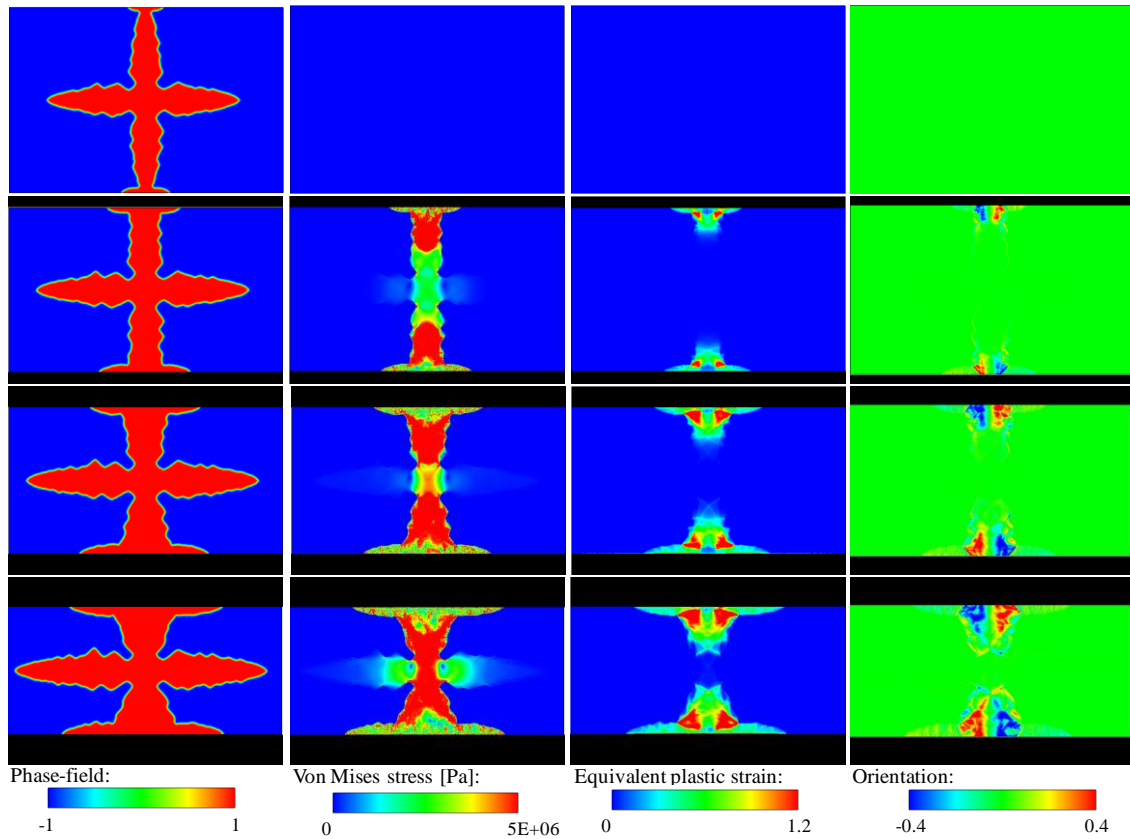 Phase-field: Von Mises stress [Pa]: Equivalent plastic strain: Orientation:
-1 1 0 5E+06 0 1.2 -0.4 0.4